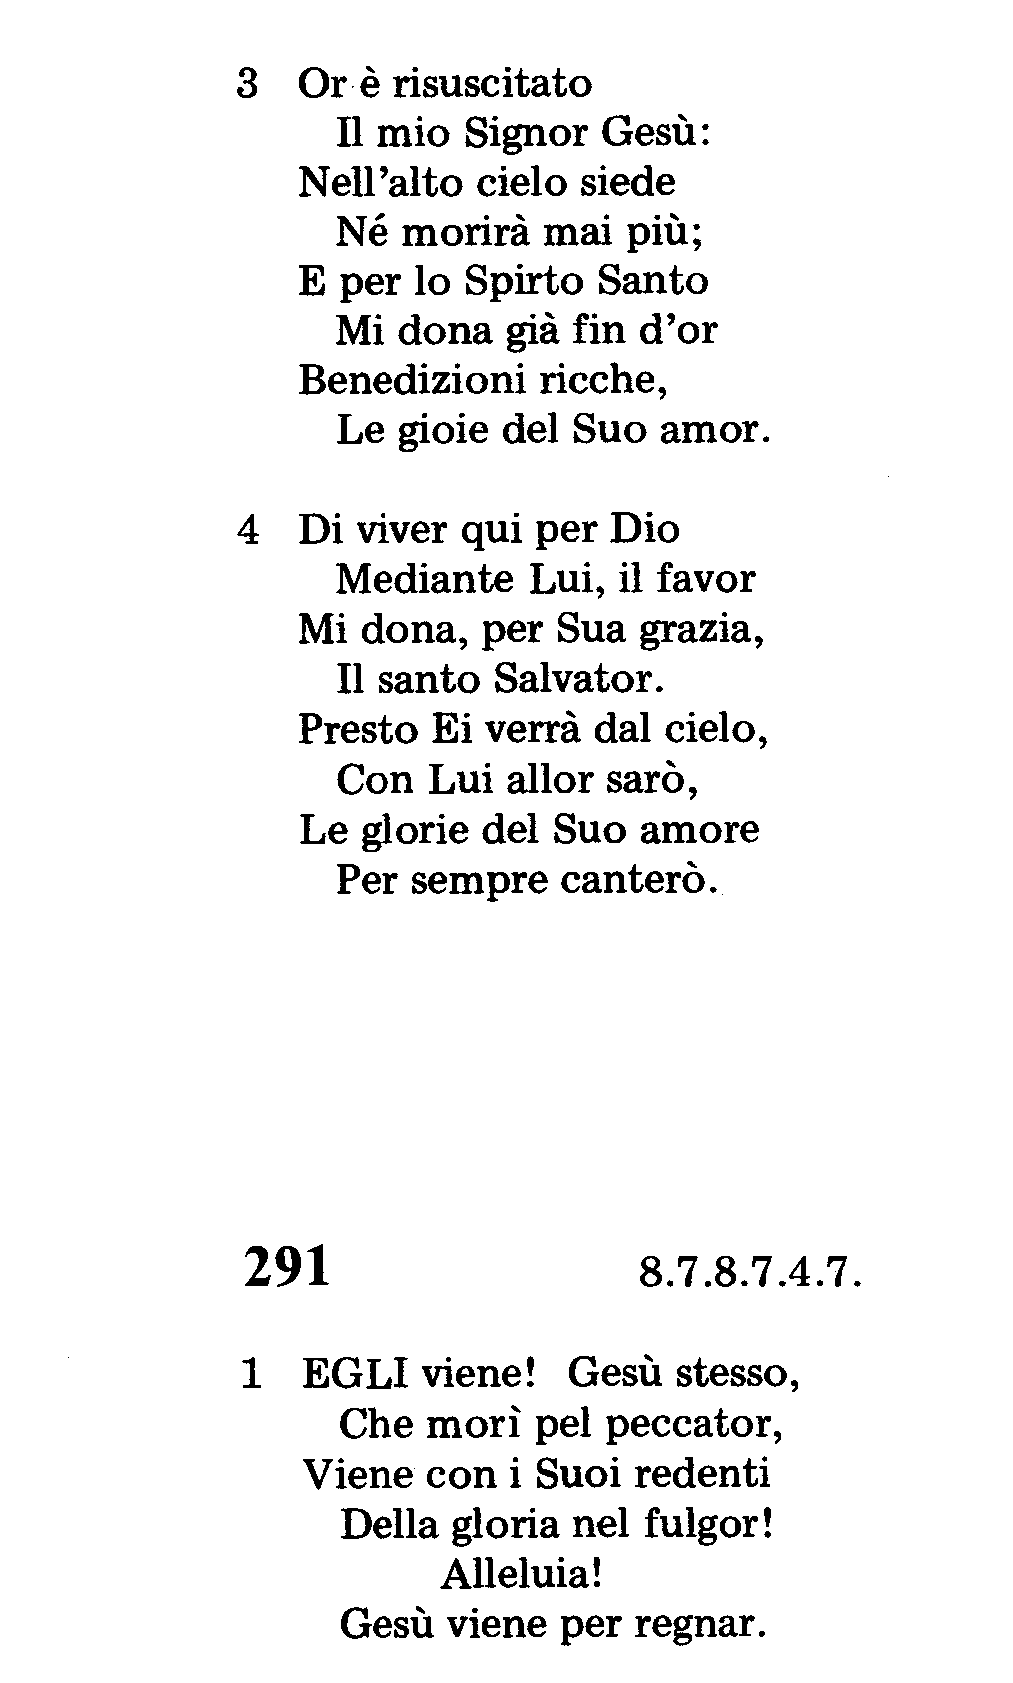 3 Or è risuscitato
Il mio Signor Gesù:
Nell'alto cielo siede
Né morirà mai più;
E per lo Spirto Santo
Mi dona già fin d'or
Benedizioni ricche,
Le gioie del Suo amor.
4 Di viver qui per Dio
Mediante Lui, il favor
Mi dona, per Sua grazia,
Il santo Salvator.
Presto Ei verrà dal cielo,
Con Lui allor sarò,
Le glorie del Suo amore
Per sempre canterò.
291 8.7.8.7.4.7.
1 EGLI viene! Gesù stesso,
Che morì pel peccator,
Viene con i Suoi redenti
Della gloria nel fulgor!
Alleluia!
Gesù viene per regnar.